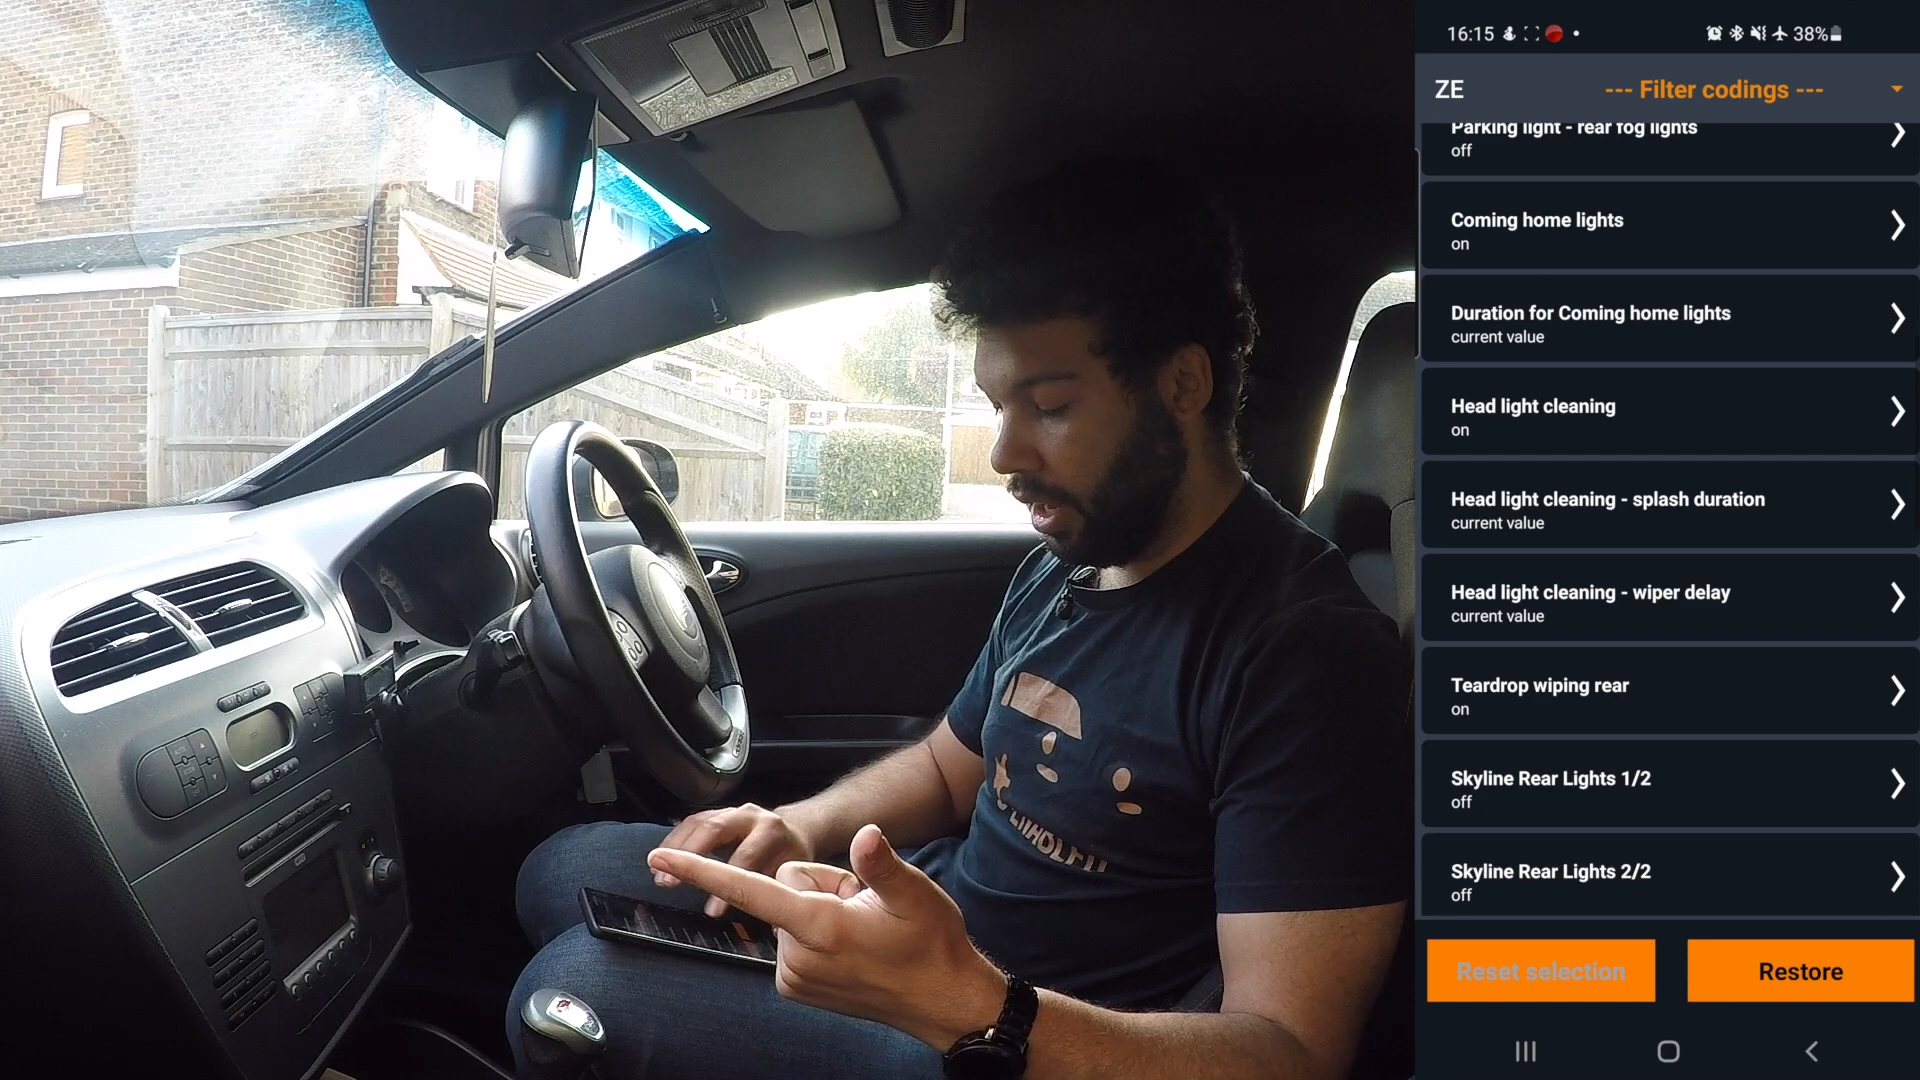 16:15
38%
ZE
--- Filter codings ---
Parking light - rear fog lights
off
Coming home lights
on
Duration for Coming home lights
current value
Head light cleaning
on
Head light cleaning - splash duration
current value
Head light cleaning - wiper delay
current value
Teardrop wiping rear
on
Skyline Rear Lights 1/2
off
Skyline Rear Lights 2/2
off
Reset selection
Restore